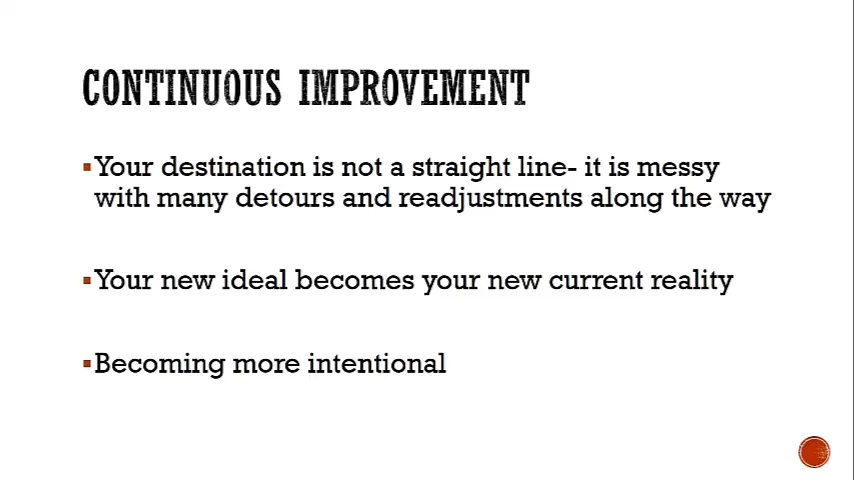 CONTINUOUS IMPROVEMENT
Your destination is not a straight line- it is messy
with many detours and readjustments along the way
Your new ideal becomes your new current reality
Becoming more intentional